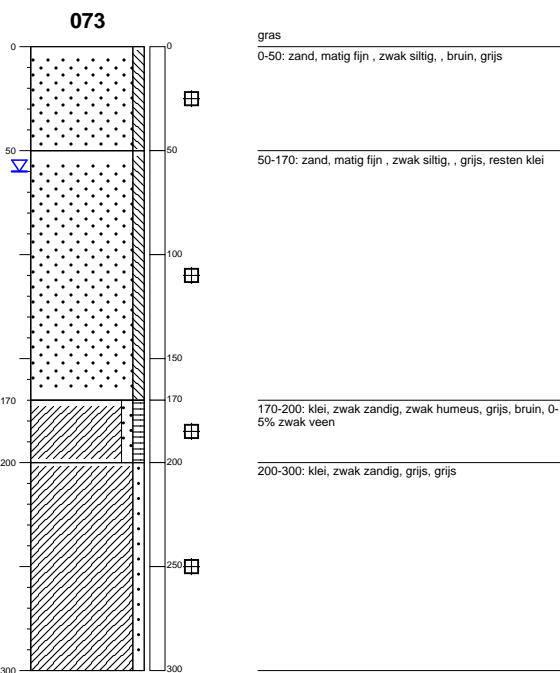 073
gras
0
0
0-50: zand, matig fijn , zwak siltig, , bruin, grijs
50
50
50-170: zand, matig fijn , zwak siltig, , grijs, resten klei
100
150
170
170
170-200: klei, zwak zandig, zwak humeus, grijs, bruin, 0-
5% zwak veen
200
200
200-300: klei, zwak zandig, grijs, grijs
250
300
300